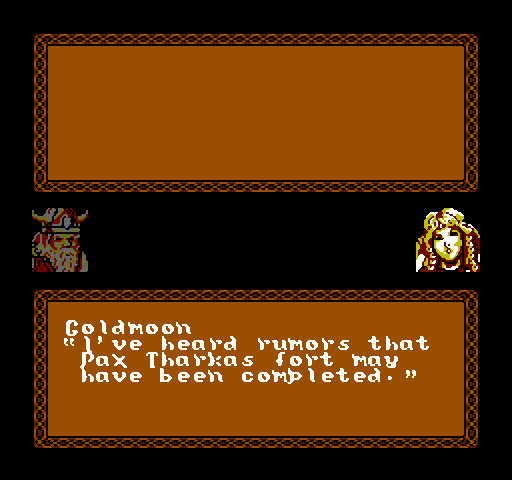 Goldmoon
“I've heard rumors that
Pax Tharkas fort may
have been completed.”